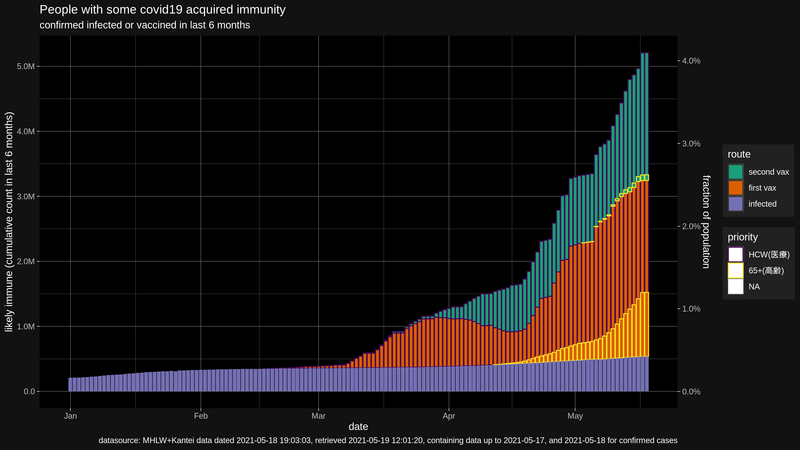 People with some covid19 acquired immunity
confirmed infected or vaccined in last 6 months
likely immune (cumulative count in last 6 months)
5.0M
4.0M
3.0M
2.0M
1.0M
0.0
4.0%
3.0%
2.0%
1.0%
0.0%
fraction of population
Jan
Feb
Mar
Apr
May
date
route
second vax
first vax
infected
priority
HCW(医療)
65+(高齢)
NA
datasource: MHLW+Kantei data dated 2021-05-18 19:03:03, retrieved 2021-05-19 12:01:20, containing data up to 2021-05-17, and 2021-05-18 for confirmed cases